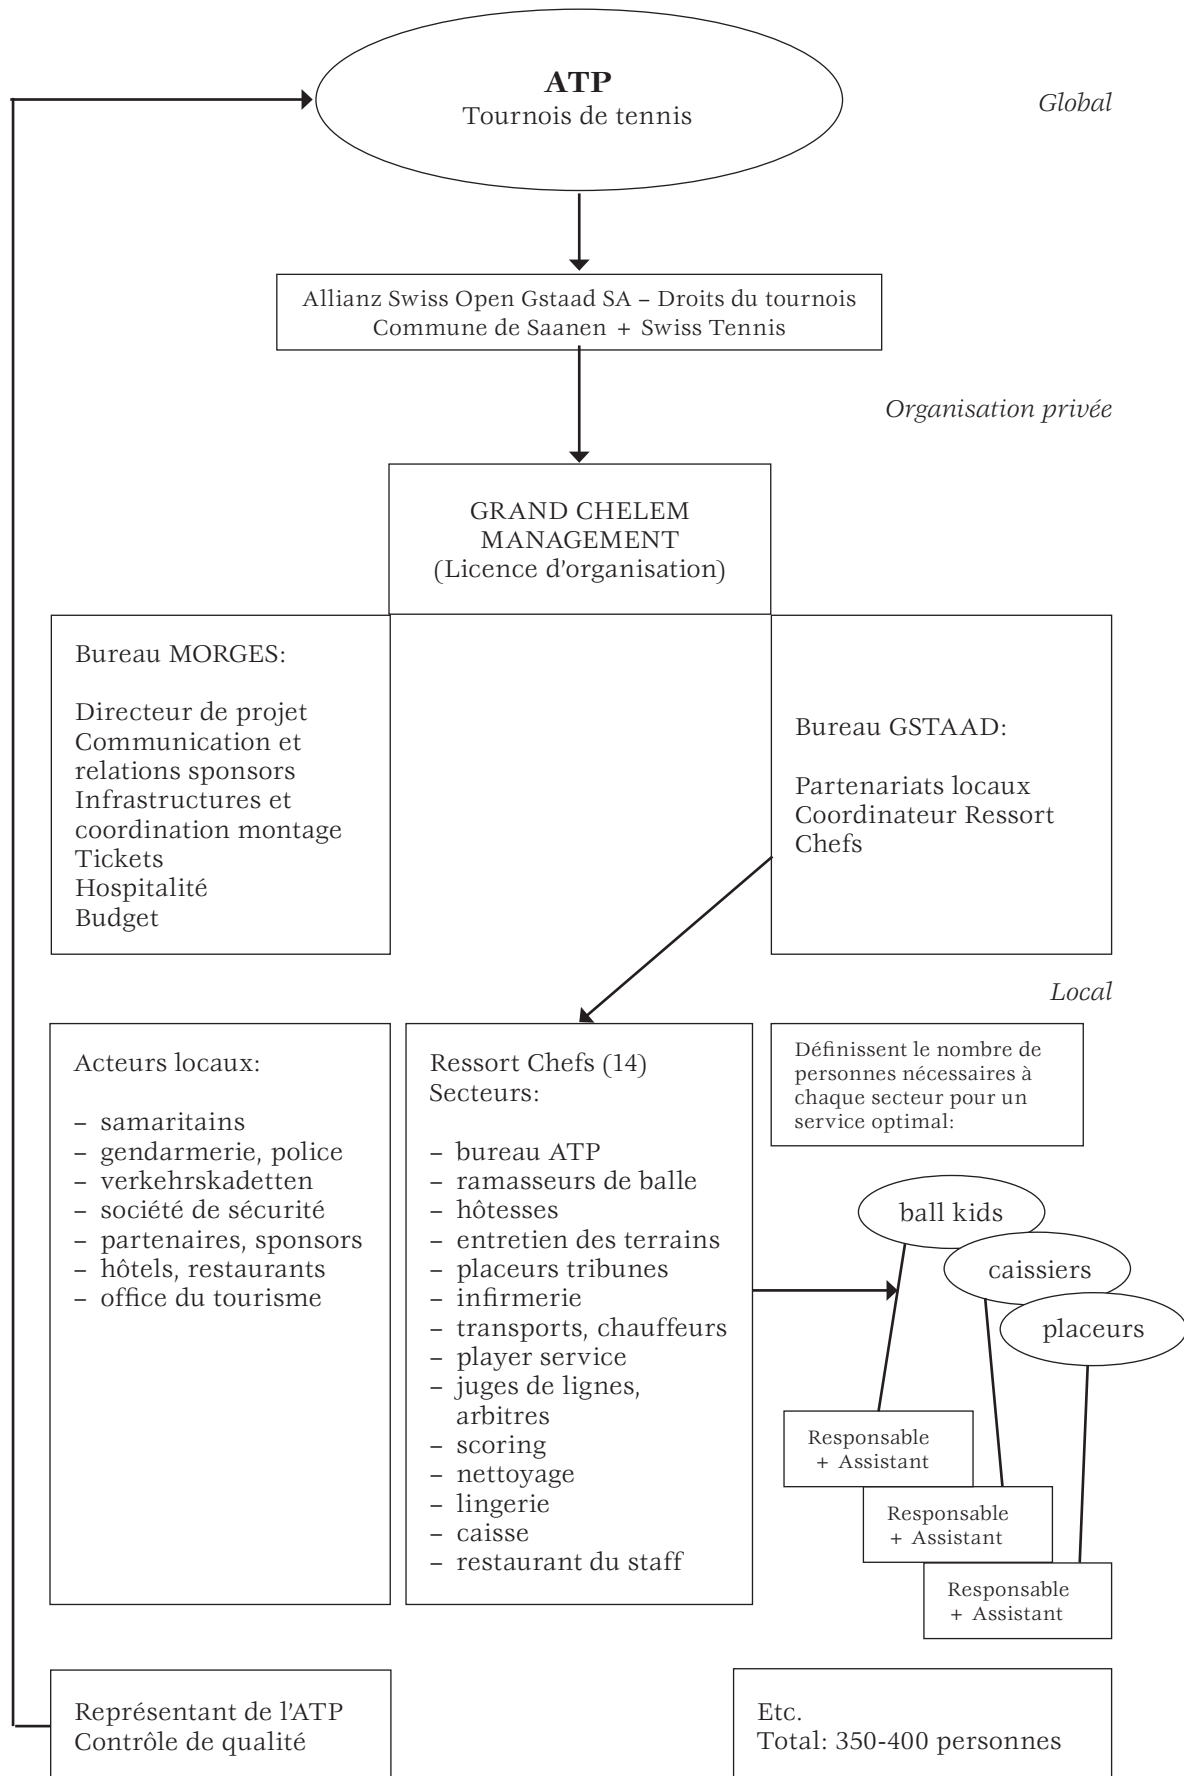 ATP
Tournois de tennis
Global
Allianz Swiss Open Gstaad SA – Droits du tournois
Commune de Saanen + Swiss Tennis
Organisation privée
GRAND CHELEM
MANAGEMENT
(Licence d'organisation)
Bureau MORGES:
Directeur de projet
Communication et
relations sponsors
Infrastructures et
coordination montage
Tickets
Hospitalité
Budget
Bureau GSTAAD:
Partenariats locaux
Coordinateur Ressort
Chefs
Local
Acteurs locaux:
– samaritains
– gendarmerie, police
– verkehrskadetten
– société de sécurité
– partenaires, sponsors
– hôtels, restaurants
– office du tourisme
Ressort Chefs (14)
Secteurs:
– bureau ATP
– ramasseurs de balle
– hôtesses
– entretien des terrains
– placeurs tribunes
– infirmerie
– transports, chauffeurs
– player service
– juges de lignes,
arbitres
– scoring
– nettoyage
– lingerie
– caisse
– restaurant du staff
Définissent le nombre de
personnes nécessaires à
chaque secteur pour un
service optimal:
ball kids
caissiers
placeurs
Responsable
+ Assistant
Responsable
+ Assistant
Responsable
+ Assistant
Représentant de l'ATP
Contrôle de qualité
Etc.
Total: 350-400 personnes